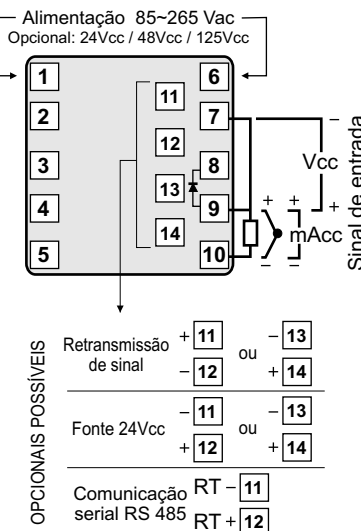 Alimentação 85~265 Vac
Opcional: 24Vcc / 48Vcc / 125Vcc
1 6
11
2 7 −
12
3 8 Vcc
13
4 9 + + +
14 mAcc
5 10 − −
Sinal de entrada
OPCIONAIS POSSÍVEIS
Retransmissão de sinal + 11 − 12 ou − 13 + 14
Fonte 24Vcc − 11 + 12 ou − 13 + 14
Comunicação serial RS 485 RT − 11 RT + 12